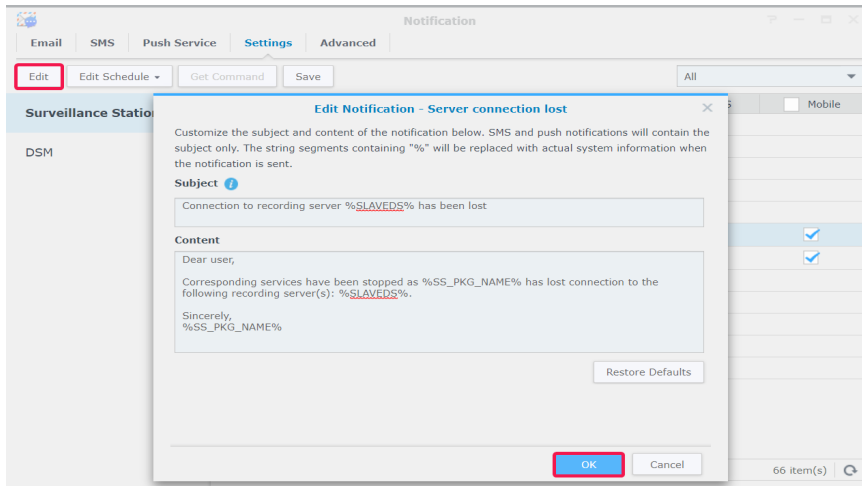 Notification
Email SMS Push Service Settings Advanced
Edit Edit Schedule Get Command Save All
Surveillance Statio
Mobile
DSM
Edit Notification - Server connection lost
Customize the subject and content of the notification below. SMS and push notifications will contain the
subject only. The string segments containing "%" will be replaced with actual system information when
the notification is sent.
Subject
Connection to recording server %SLAVEDS% has been lost
Content
Dear user,
Corresponding services have been stopped as %SS_PKG_NAME% has lost connection to the
following recording server(s): %SLAVEDS%.
Sincerely,
%SS_PKG_NAME%
Restore Defaults
OK Cancel
66 item(s)